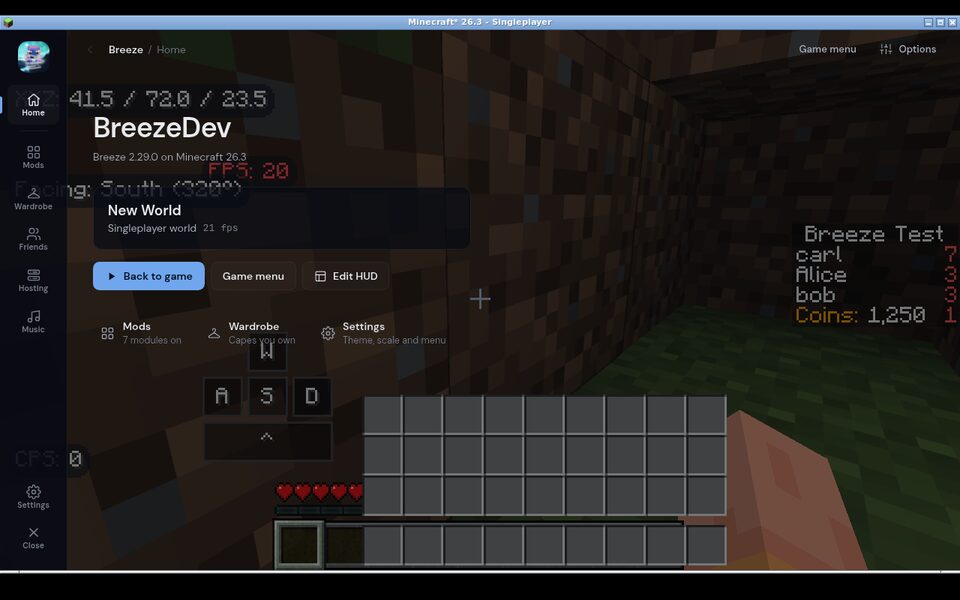 Minecraft* 26.3 - Singleplayer
Breeze / Home
Game menu
Options
Home
Mods
Wardrobe
Friends
Hosting
Music
Settings
Close
XYZ: 41.5 / 72.0 / 23.5
BreezeDev
Breeze 2.29.0 on Minecraft 26.3
FPS: 20
Facing: South (320°)
New World
Singleplayer world 21 fps
Back to game
Game menu
Edit HUD
Mods
7 modules on
Wardrobe
Capes you own
Settings
Theme, scale and menu
W
A S D
^
CPS: 0
Breeze Test
carl 7
Alice 3
bob 3
Coins: 1,250 1